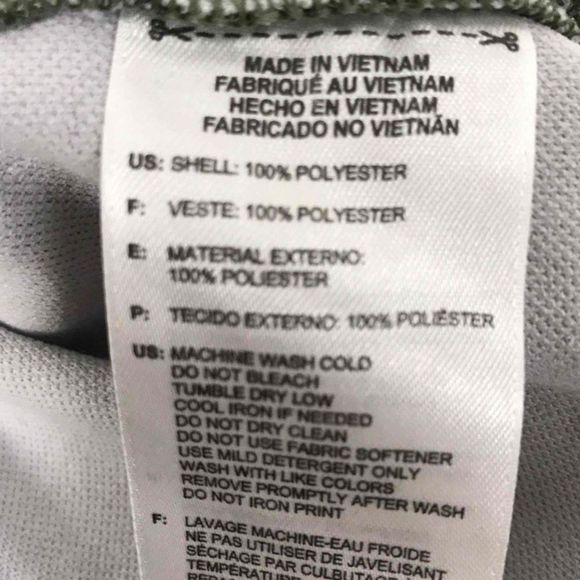 MADE IN VIETNAM
FABRIQUÉ AU VIETNAM
HECHO EN VIETNAM
FABRICADO NO VIETNÁN
US: SHELL: 100% POLYESTER
F: VESTE: 100% POLYESTER
E: MATERIAL EXTERNO:
100% POLIESTER
P: TECIDO EXTERNO: 100% POLIÉSTER
US: MACHINE WASH COLD
DO NOT BLEACH
TUMBLE DRY LOW
COOL IRON IF NEEDED
DO NOT DRY CLEAN
DO NOT USE FABRIC SOFTENER
USE MILD DETERGENT ONLY
WASH WITH LIKE COLORS
REMOVE PROMPTLY AFTER WASH
DO NOT IRON PRINT
F: LAVAGE MACHINE-EAU FROIDE
NE PAS UTILISER DE JAVELISANT
SÉCHAGE PAR CULBUTAGE
TEMPÉRATURE